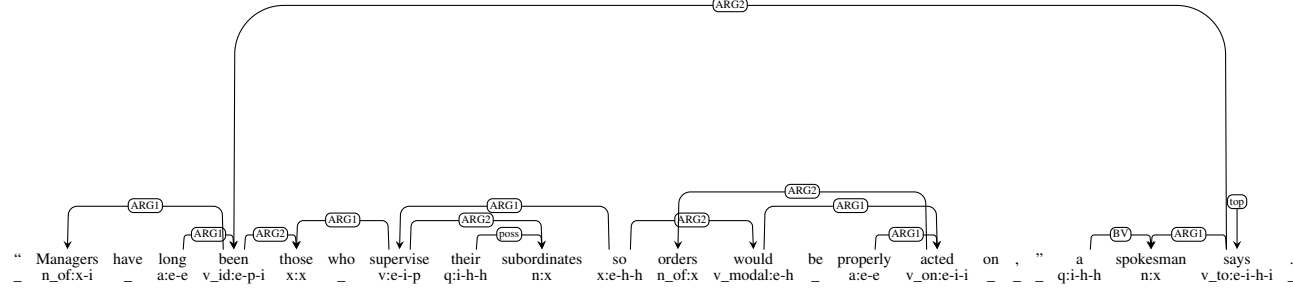 ARG2
ARG1 ARG1 ARG2 ARG1
top
ARG1 ARG2 ARG1 ARG2 ARG1 poss ARG2 ARG1 BV ARG1
“ Managers have long been those who supervise their subordinates so orders would be properly acted on , ” a spokesman says .
_ n_of:x-i _ a:e-e v_id:e-p-i x:x _ v:e-i-p q:i-h-h n:x x:e-h-h n_of:x v_modal:e-h _ a:e-e v_on:e-i-i _ _ _ q:i-h-h n:x v_to:e-i-h-i _